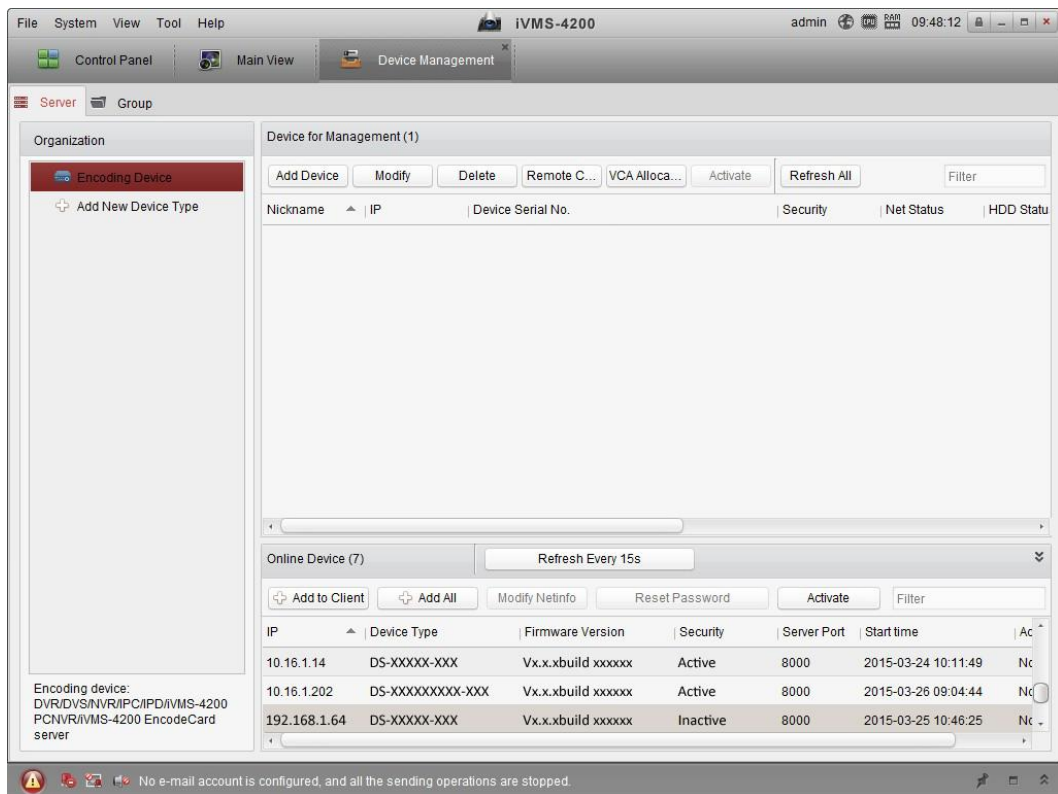 File System View Tool Help iVMS-4200 admin CPU RAM 09:48:12
Control Panel Main View Device Management
Server Group
Organization
Encoding Device
Add New Device Type
Encoding device:
DVR/DVS/NVR/IPC/IPD/iVMS-4200
PCNVR/iVMS-4200 EncodeCard
server
Device for Management (1)
Add Device Modify Delete Remote C... VCA Alloca... Activate Refresh All Filter
Nickname IP Device Serial No. Security Net Status HDD Statu
Online Device (7) Refresh Every 15s
Add to Client Add All Modify Netinfo Reset Password Activate Filter
IP Device Type Firmware Version Security Server Port Start time Ac
10.16.1.14 DS-XXXXX-XXX Vx.x.xbuild xxxxxx Active 8000 2015-03-24 10:11:49 Nc
10.16.1.202 DS-XXXXXXXXX-XXX Vx.x.xbuild xxxxxx Active 8000 2015-03-26 09:04:44 Nc
192.168.1.64 DS-XXXXX-XXX Vx.x.xbuild xxxxxx Inactive 8000 2015-03-25 10:46:25 Nc
No e-mail account is configured, and all the sending operations are stopped.